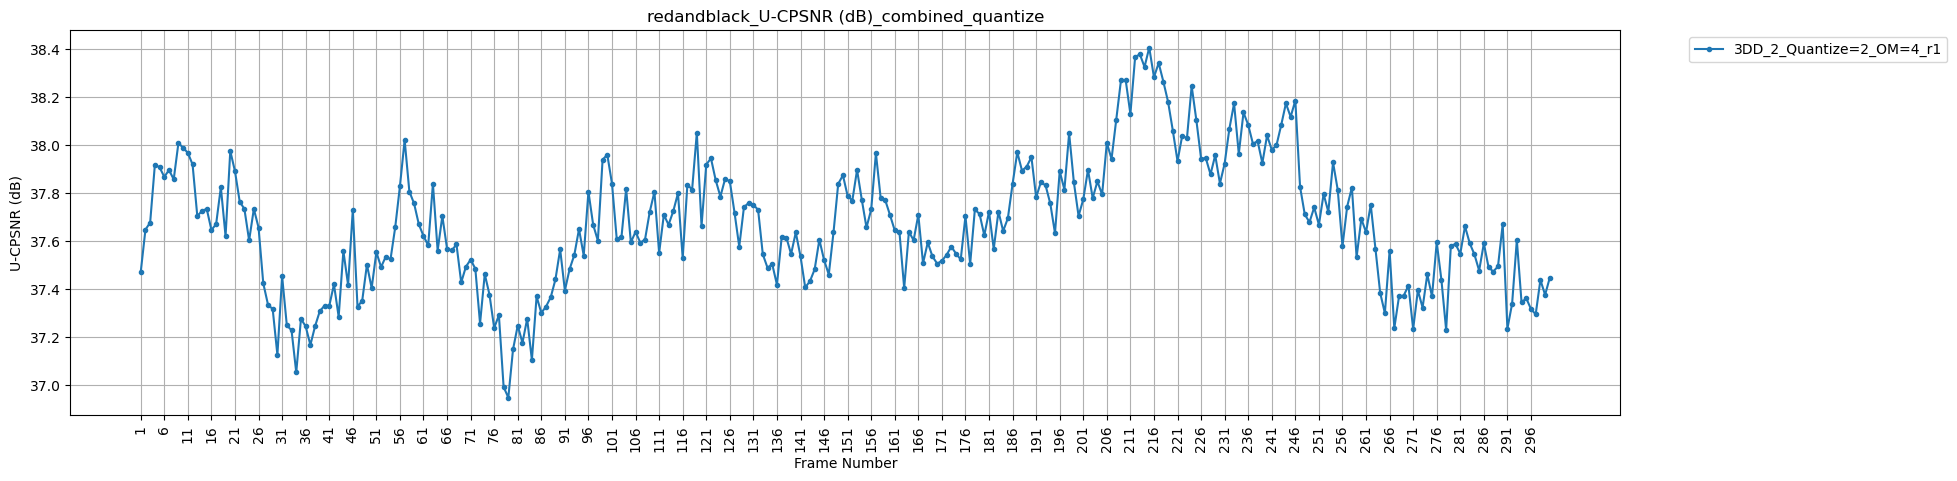 redandblack_U-CPSNR (dB)_combined_quantize
3DD_2_Quantize=2_OM=4_r1
U-CPSNR (dB)
38.4
38.2
38.0
37.8
37.6
37.4
37.2
37.0
1 6 11 16 21 26 31 36 41 46 51 56 61 66 71 76 81 86 91 96 101 106 111 116 121 126 131 136 141 146 151 156 161 166 171 176 181 186 191 196 201 206 211 216 221 226 231 236 241 246 251 256 261 266 271 276 281 286 291 296
Frame Number